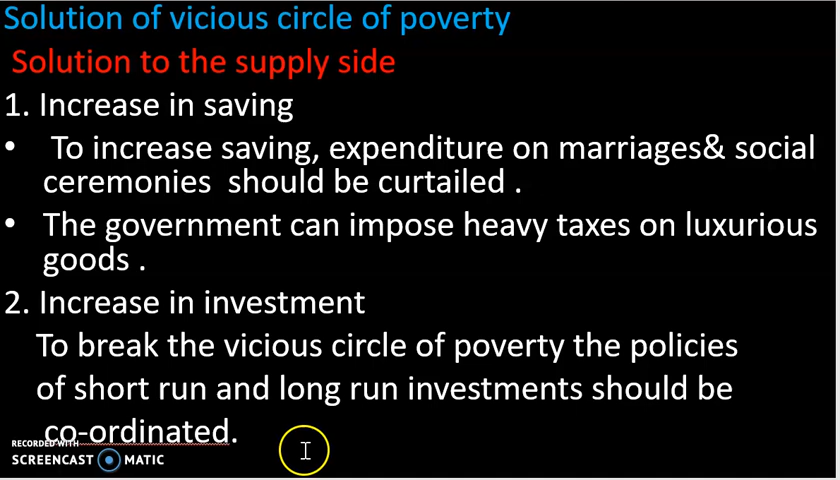 Solution of vicious circle of poverty
Solution to the supply side
1. Increase in saving
• To increase saving, expenditure on marriages& social
ceremonies should be curtailed .
• The government can impose heavy taxes on luxurious
goods .
2. Increase in investment
To break the vicious circle of poverty the policies
of short run and long run investments should be
co-ordinated.
RECORDED WITH
SCREENCAST MATIC